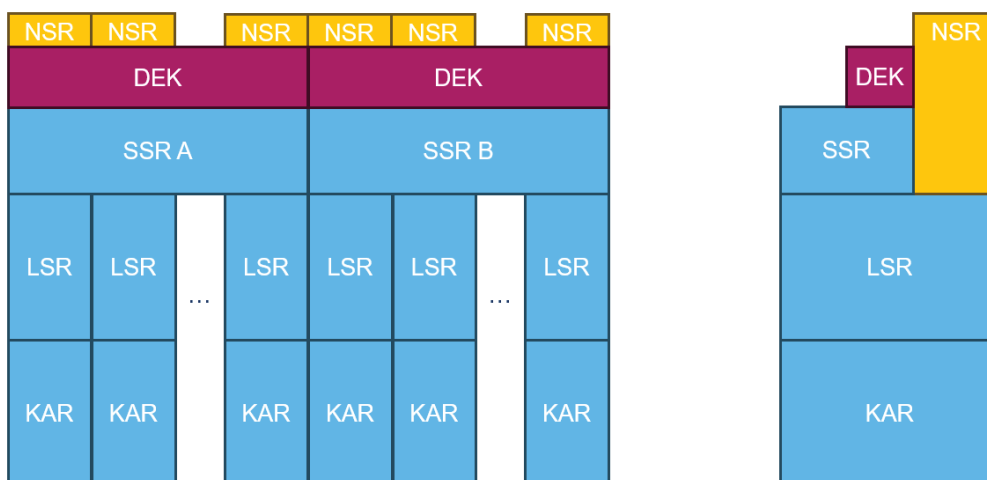 NSR NSR NSR NSR NSR NSR NSR
DEK DEK DEK
SSR A SSR B SSR
LSR LSR LSR LSR LSR LSR LSR
... ...
KAR KAR KAR KAR KAR KAR KAR